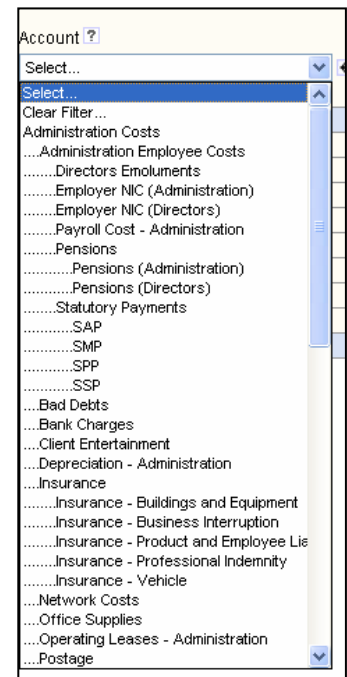 Account ?
Select...
Select...
Clear Filter...
Administration Costs
....Administration Employee Costs
........Directors Emoluments
........Employer NIC (Administration)
........Employer NIC (Directors)
........Payroll Cost - Administration
........Pensions
............Pensions (Administration)
............Pensions (Directors)
........Statutory Payments
............SAP
............SMP
............SPP
............SSP
....Bad Debts
....Bank Charges
....Client Entertainment
....Depreciation - Administration
....Insurance
........Insurance - Buildings and Equipment
........Insurance - Business Interruption
........Insurance - Product and Employee Lia
........Insurance - Professional Indemnity
........Insurance - Vehicle
....Network Costs
....Office Supplies
....Operating Leases - Administration
....Postage